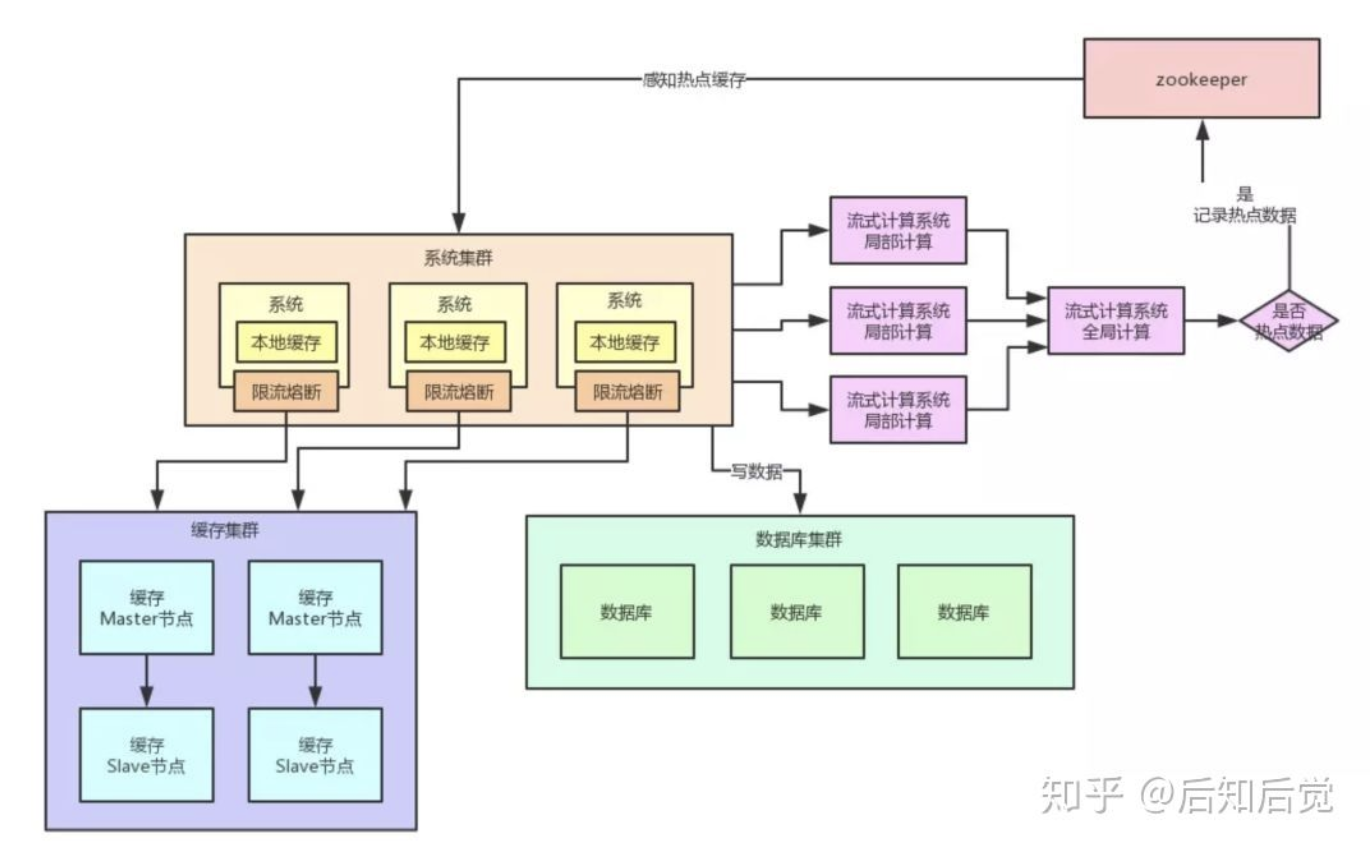 感知热点缓存
zookeeper
是
记录热点数据
系统集群
系统
本地缓存
限流熔断
系统
本地缓存
限流熔断
系统
本地缓存
限流熔断
流式计算系统
局部计算
流式计算系统
局部计算
流式计算系统
局部计算
流式计算系统
全局计算
是否
热点数据
写数据
缓存集群
缓存
Master节点
缓存
Master节点
缓存
Slave节点
缓存
Slave节点
数据库集群
数据库
数据库
数据库
知乎 @后知后觉